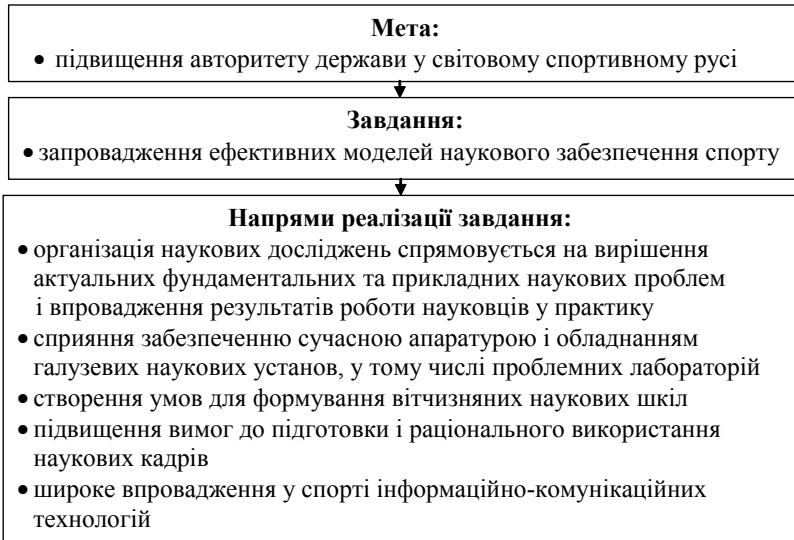 Мета:
• підвищення авторитету держави у світовому спортивному русі
Завдання:
• запровадження ефективних моделей наукового забезпечення спорту
Напрями реалізації завдання:
• організація наукових досліджень спрямовується на вирішення
актуальних фундаментальних та прикладних наукових проблем
і впровадження результатів роботи науковців у практику
• сприяння забезпеченню сучасною апаратурою і обладнанням
галузевих наукових установ, у тому числі проблемних лабораторій
• створення умов для формування вітчизняних наукових шкіл
• підвищення вимог до підготовки і раціонального використання
наукових кадрів
• широке впровадження у спорті інформаційно-комунікаційних
технологій